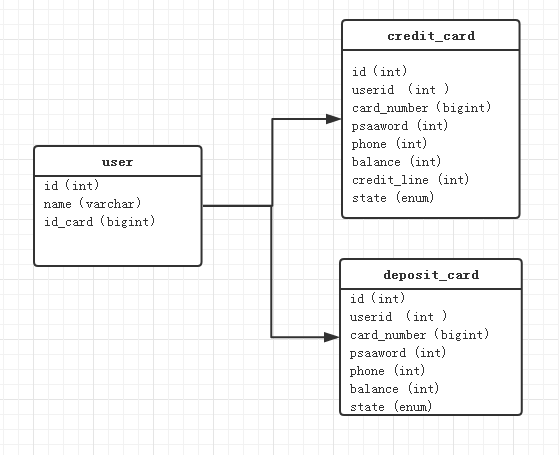 user
id (int)
name (varchar)
id_card (bigint)
credit_card
id (int)
userid (int )
card_number (bigint)
psaaword (int)
phone (int)
balance (int)
credit_line (int)
state (enum)
deposit_card
id (int)
userid (int )
card_number (bigint)
psaaword (int)
phone (int)
balance (int)
state (enum)